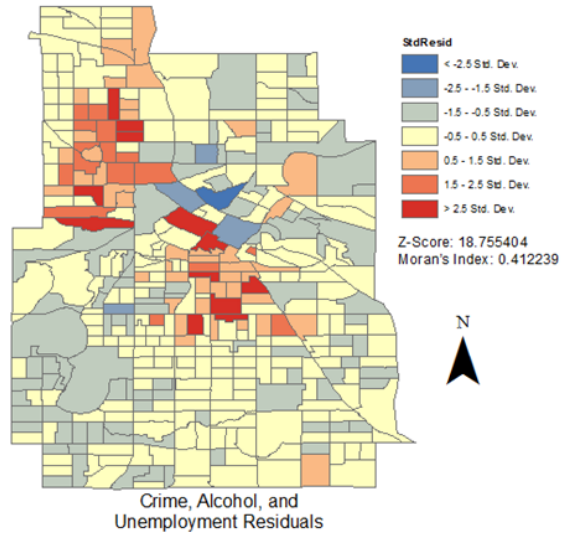 StdResid
< -2.5 Std. Dev.
-2.5 - -1.5 Std. Dev.
-1.5 - -0.5 Std. Dev.
-0.5 - 0.5 Std. Dev.
0.5 - 1.5 Std. Dev.
1.5 - 2.5 Std. Dev.
> 2.5 Std. Dev.
Z-Score: 18.755404
Moran's Index: 0.412239
N
Crime, Alcohol, and
Unemployment Residuals